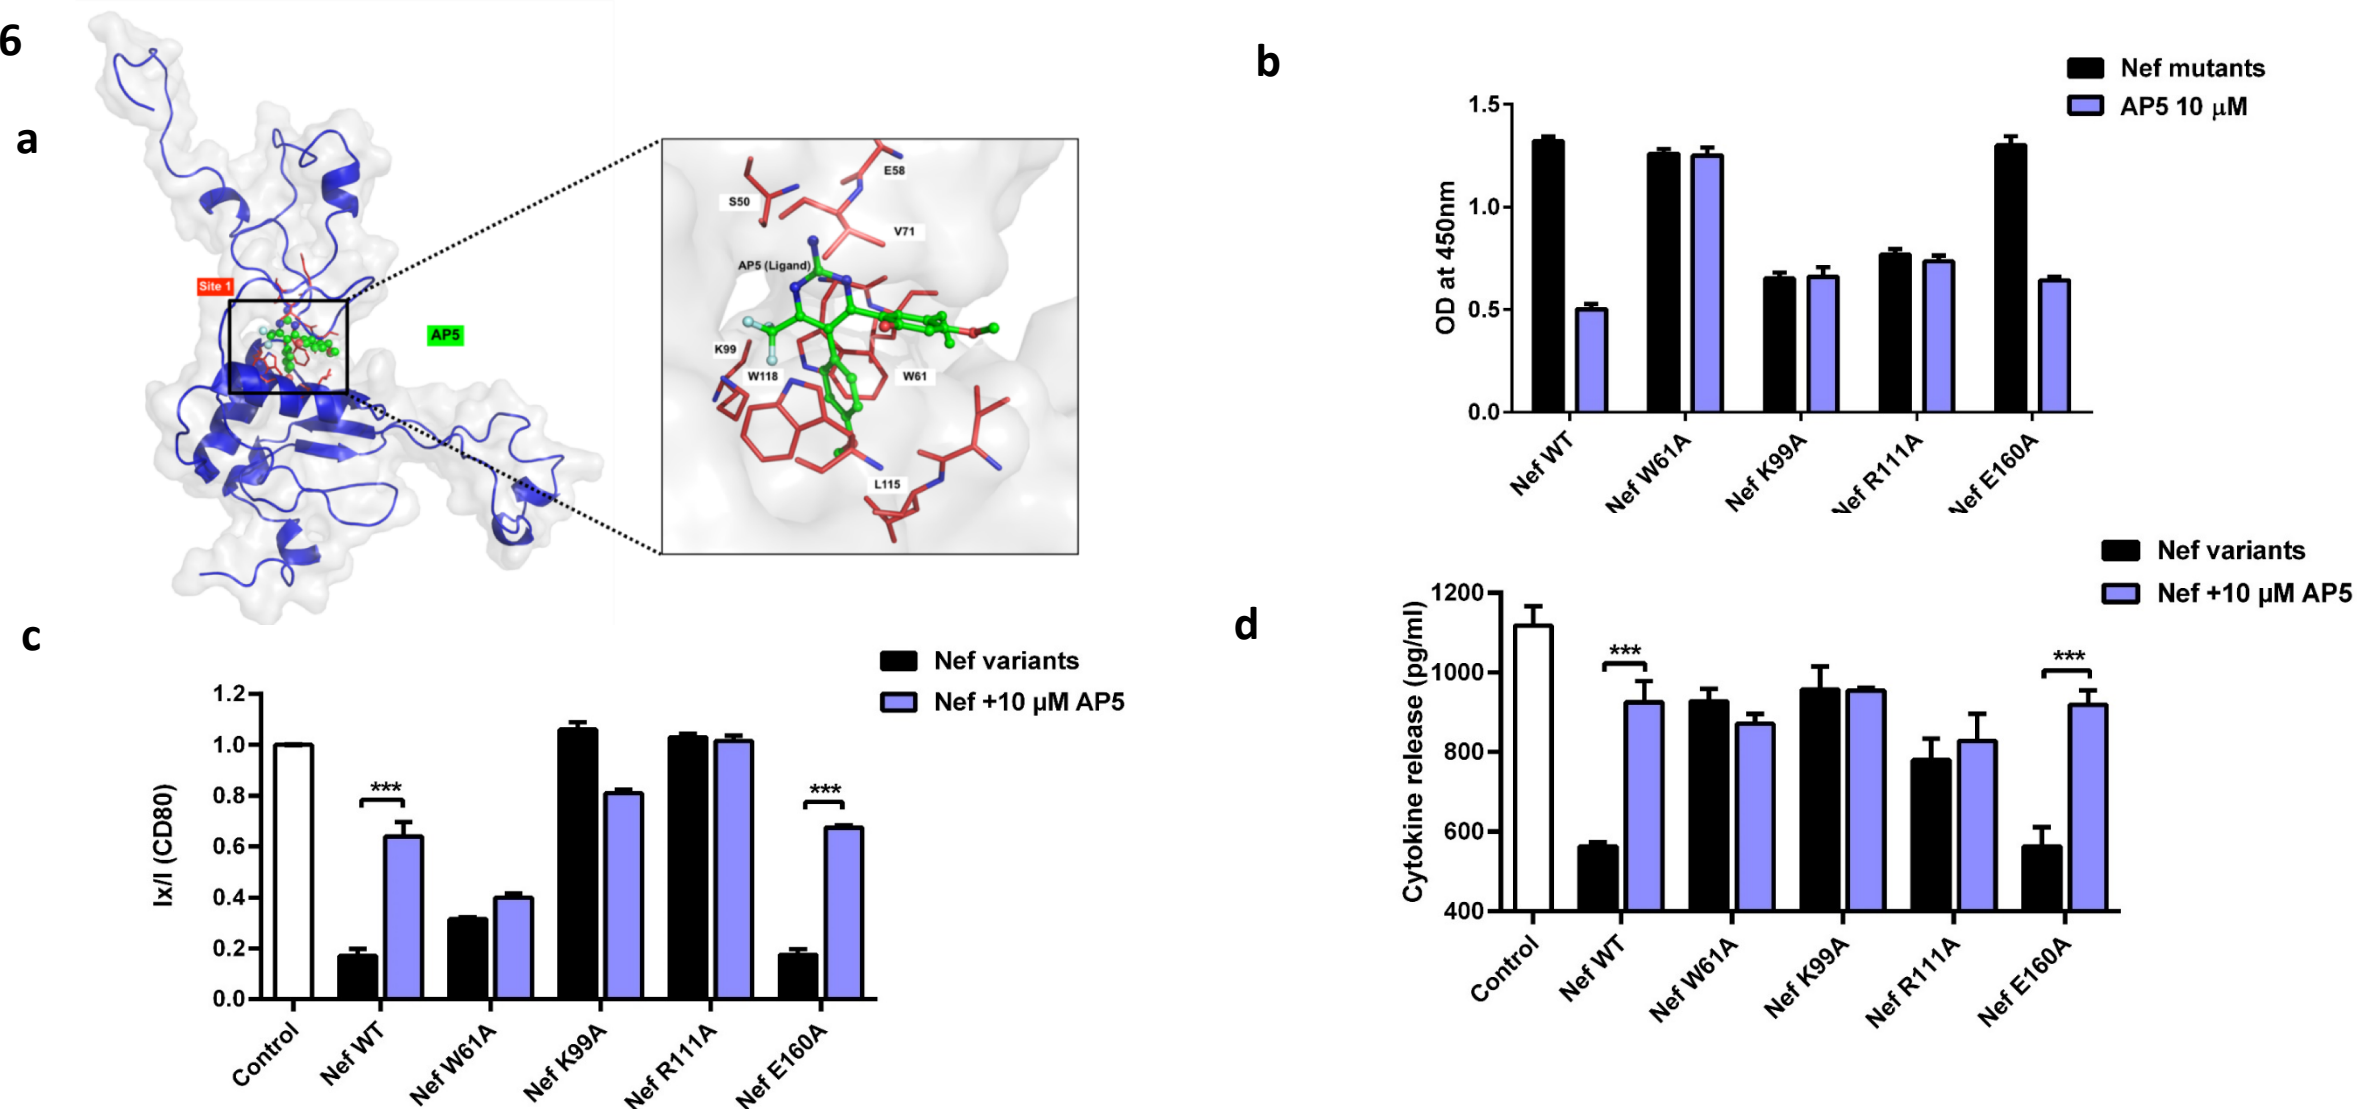 6
a
Site 1
AP5
E58
S50
V71
AP5 (Ligand)
K99
W118
W61
L115
b
Nef mutants
AP5 10 µM
OD at 450nm
1.5
1.0
0.5
0.0
Nef WT
Nef W61A
Nef K99A
Nef R111A
Nef E160A
c
Nef variants
Nef +10 µM AP5
Ix/I (CD80)
1.2
1.0
0.8
0.6
0.4
0.2
0.0
***
***
Control
Nef WT
Nef W61A
Nef K99A
Nef R111A
Nef E160A
d
Nef variants
Nef +10 µM AP5
Cytokine release (pg/ml)
1200
1000
800
600
400
***
***
Control
Nef WT
Nef W61A
Nef K99A
Nef R111A
Nef E160A